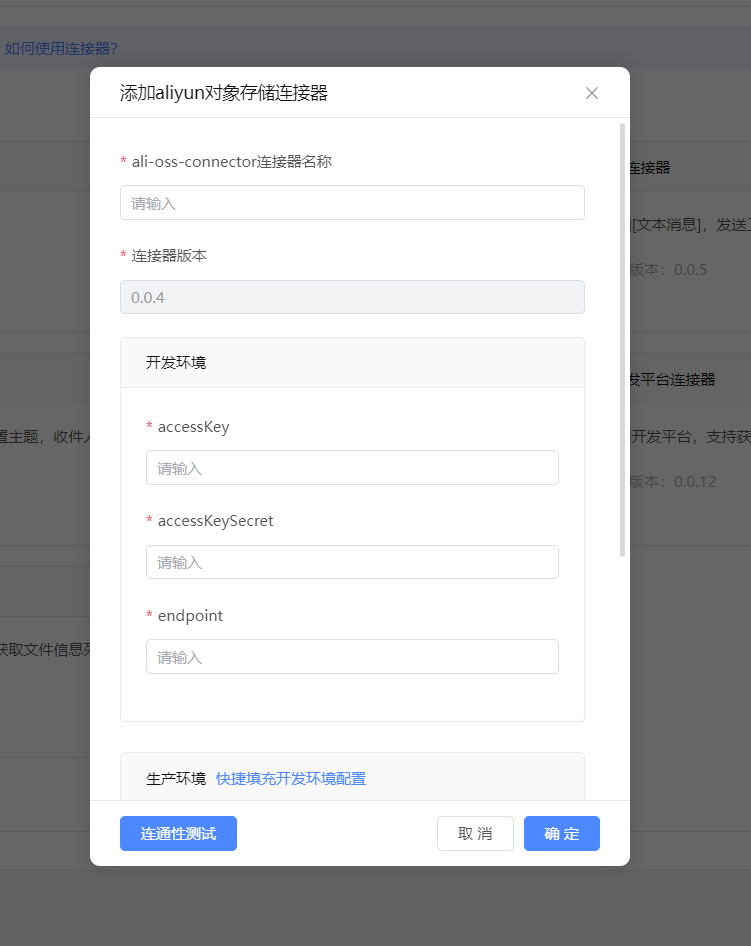 如何使用连接器?
添加aliyun对象存储连接器
* ali-oss-connector连接器名称
请输入
* 连接器版本
0.0.4
开发环境
* accessKey
请输入
* accessKeySecret
请输入
* endpoint
请输入
生产环境 快捷填充开发环境配置
连通性测试
取 消
确 定
连接器
[文本消息],发送
版本:0.0.5
发平台连接器
置主题,收件
开发平台,支持获
版本:0.0.12
获取文件信息